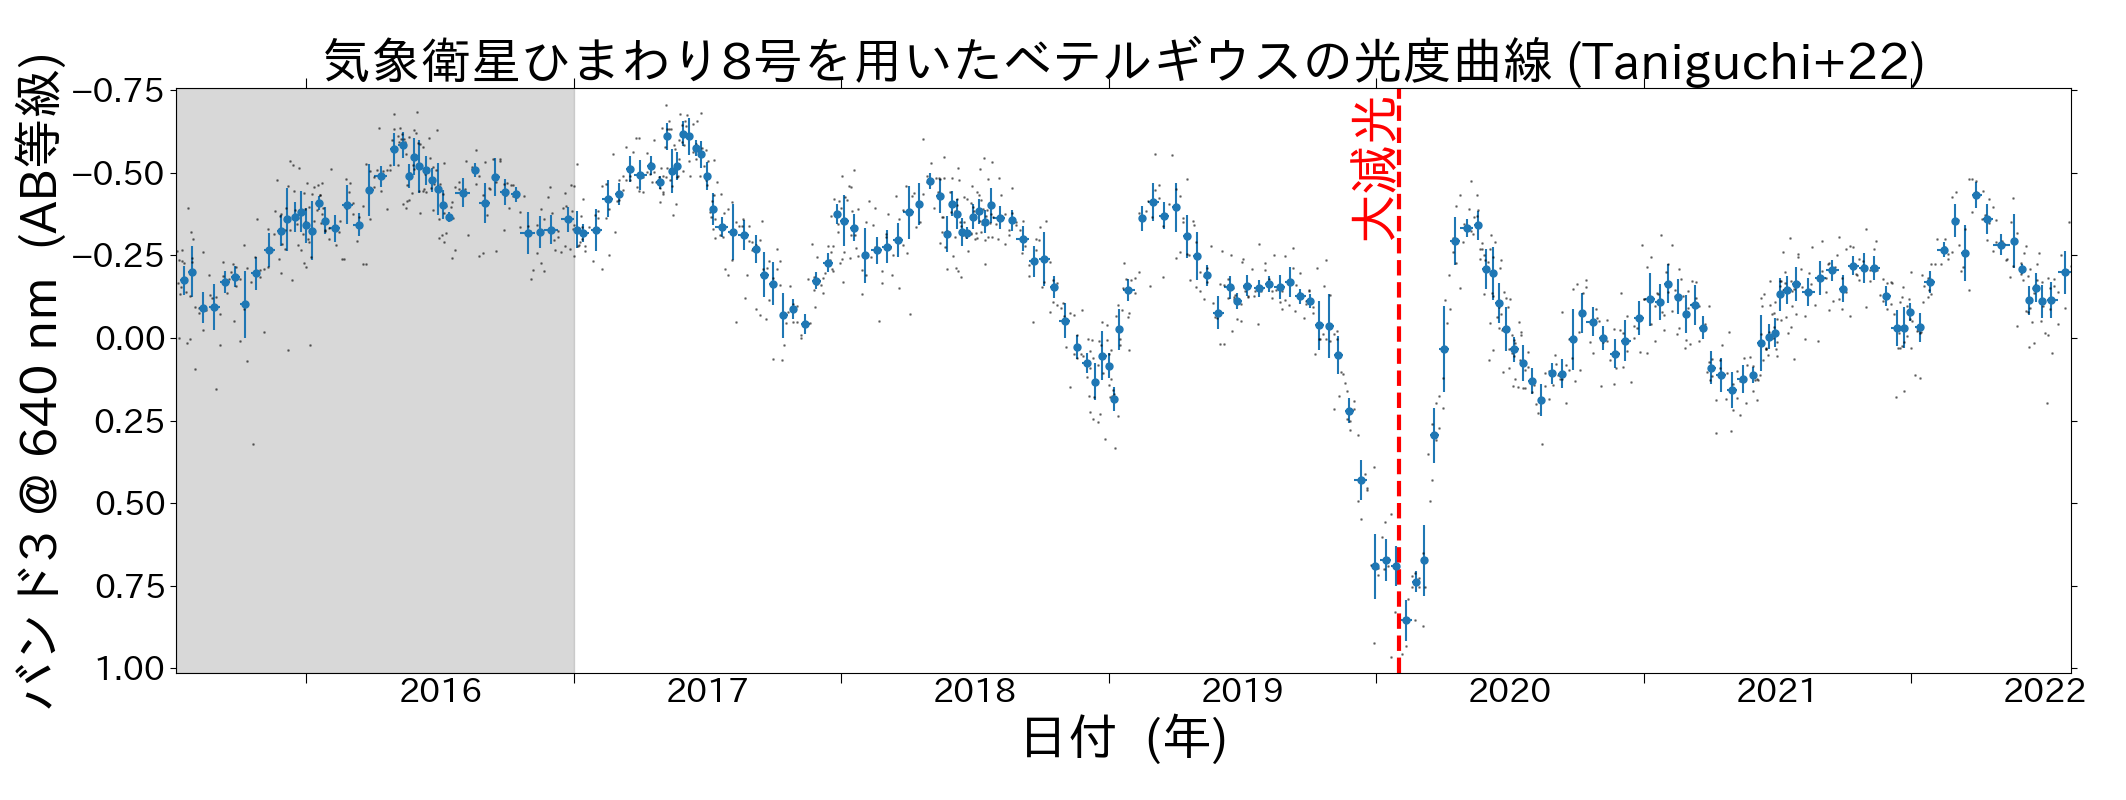 気象衛星ひまわり8号を用いたベテルギウスの光度曲線 (Taniguchi+22)
バンド3 @ 640 nm (AB等級)
−0.75
−0.50
−0.25
0.00
0.25
0.50
0.75
1.00
大減光
2016 2017 2018 2019 2020 2021 2022
日付 (年)